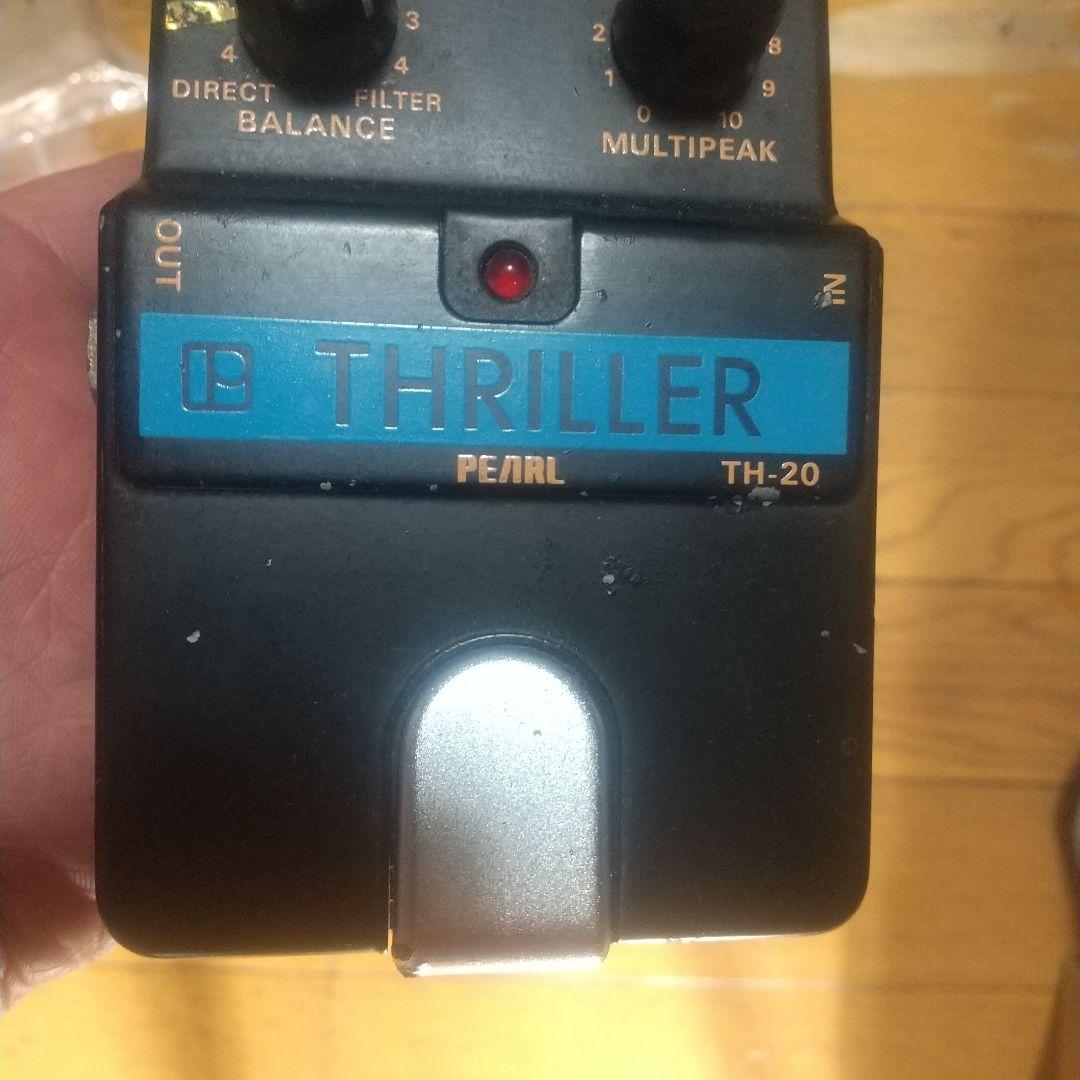 3
4
4
DIRECT FILTER
BALANCE
2
8
1
9
0
10
MULTIPEAK
OUT
IN
THRILLER
PEARL
TH-20